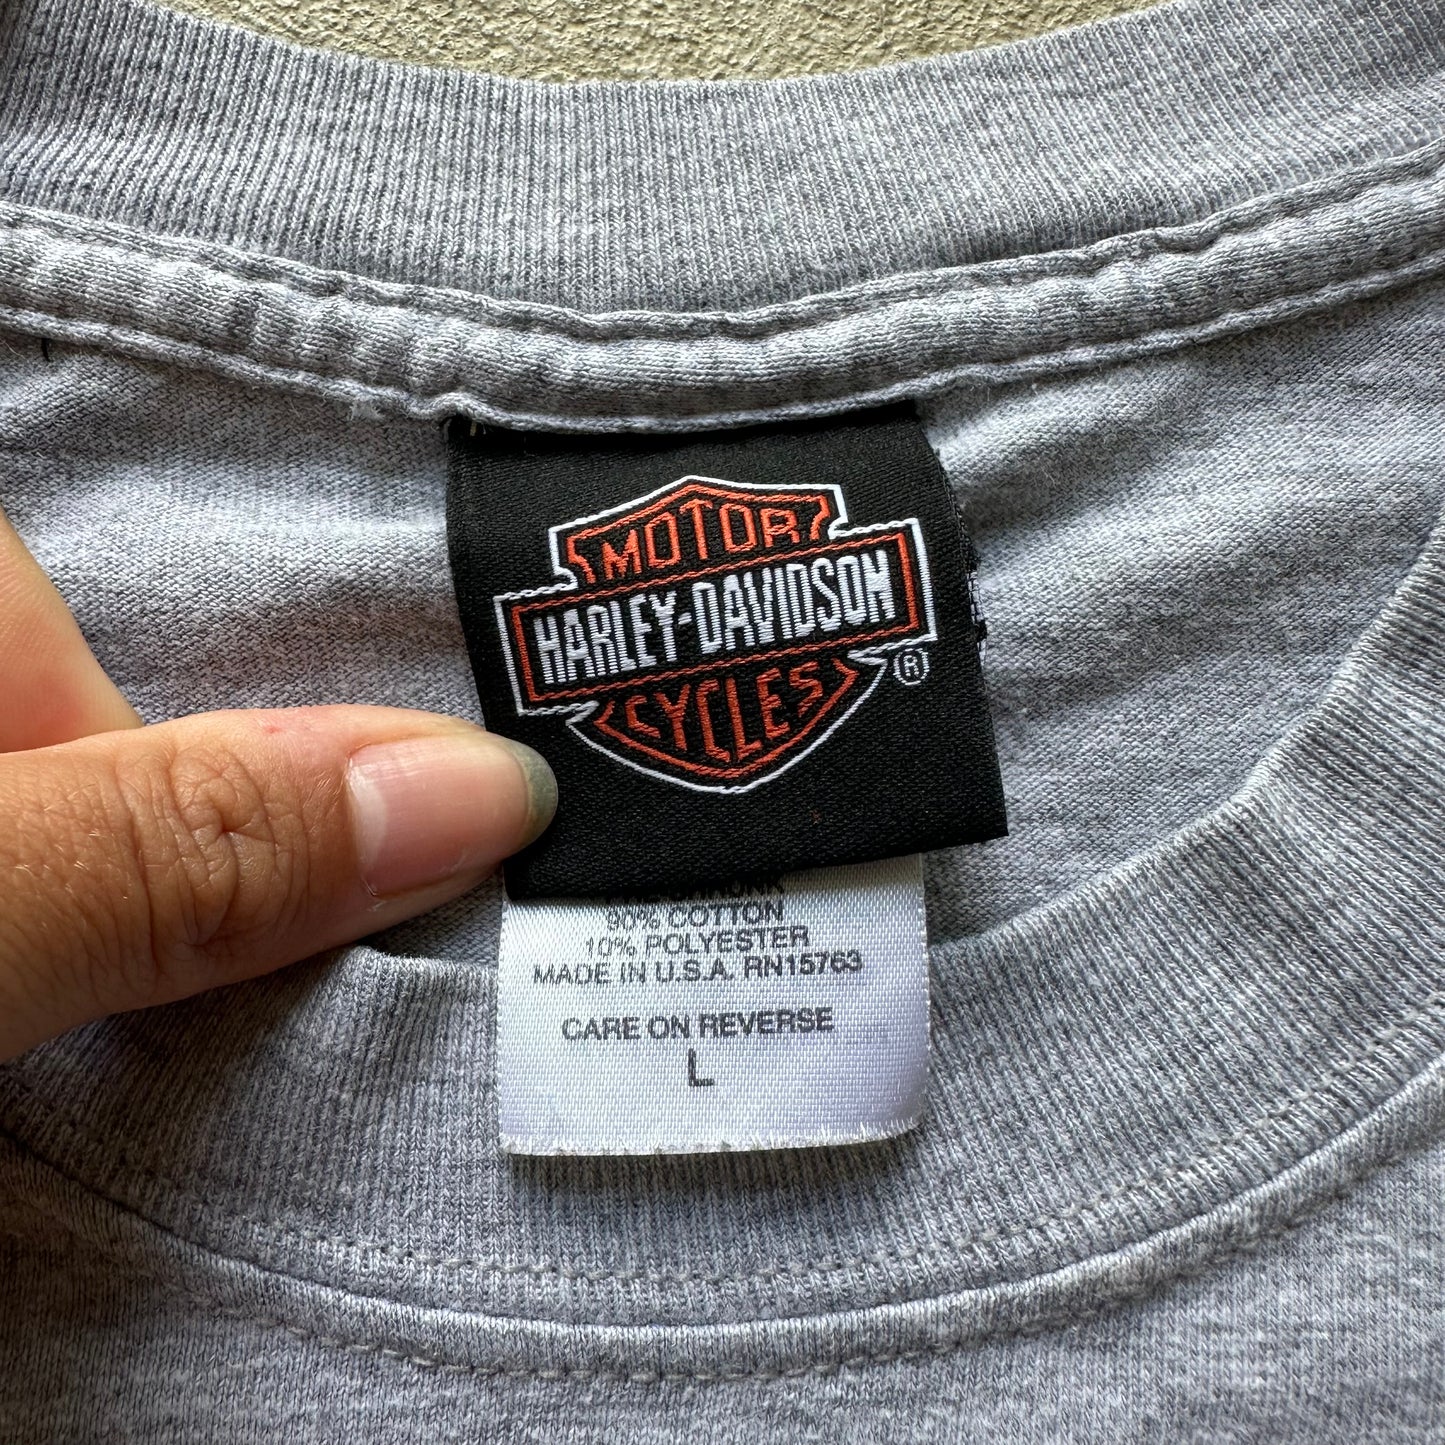 MOTOR
HARLEY-DAVIDSON
CYCLES
®
90% COTTON
10% POLYESTER
MADE IN U.S.A. RN15763
CARE ON REVERSE
L